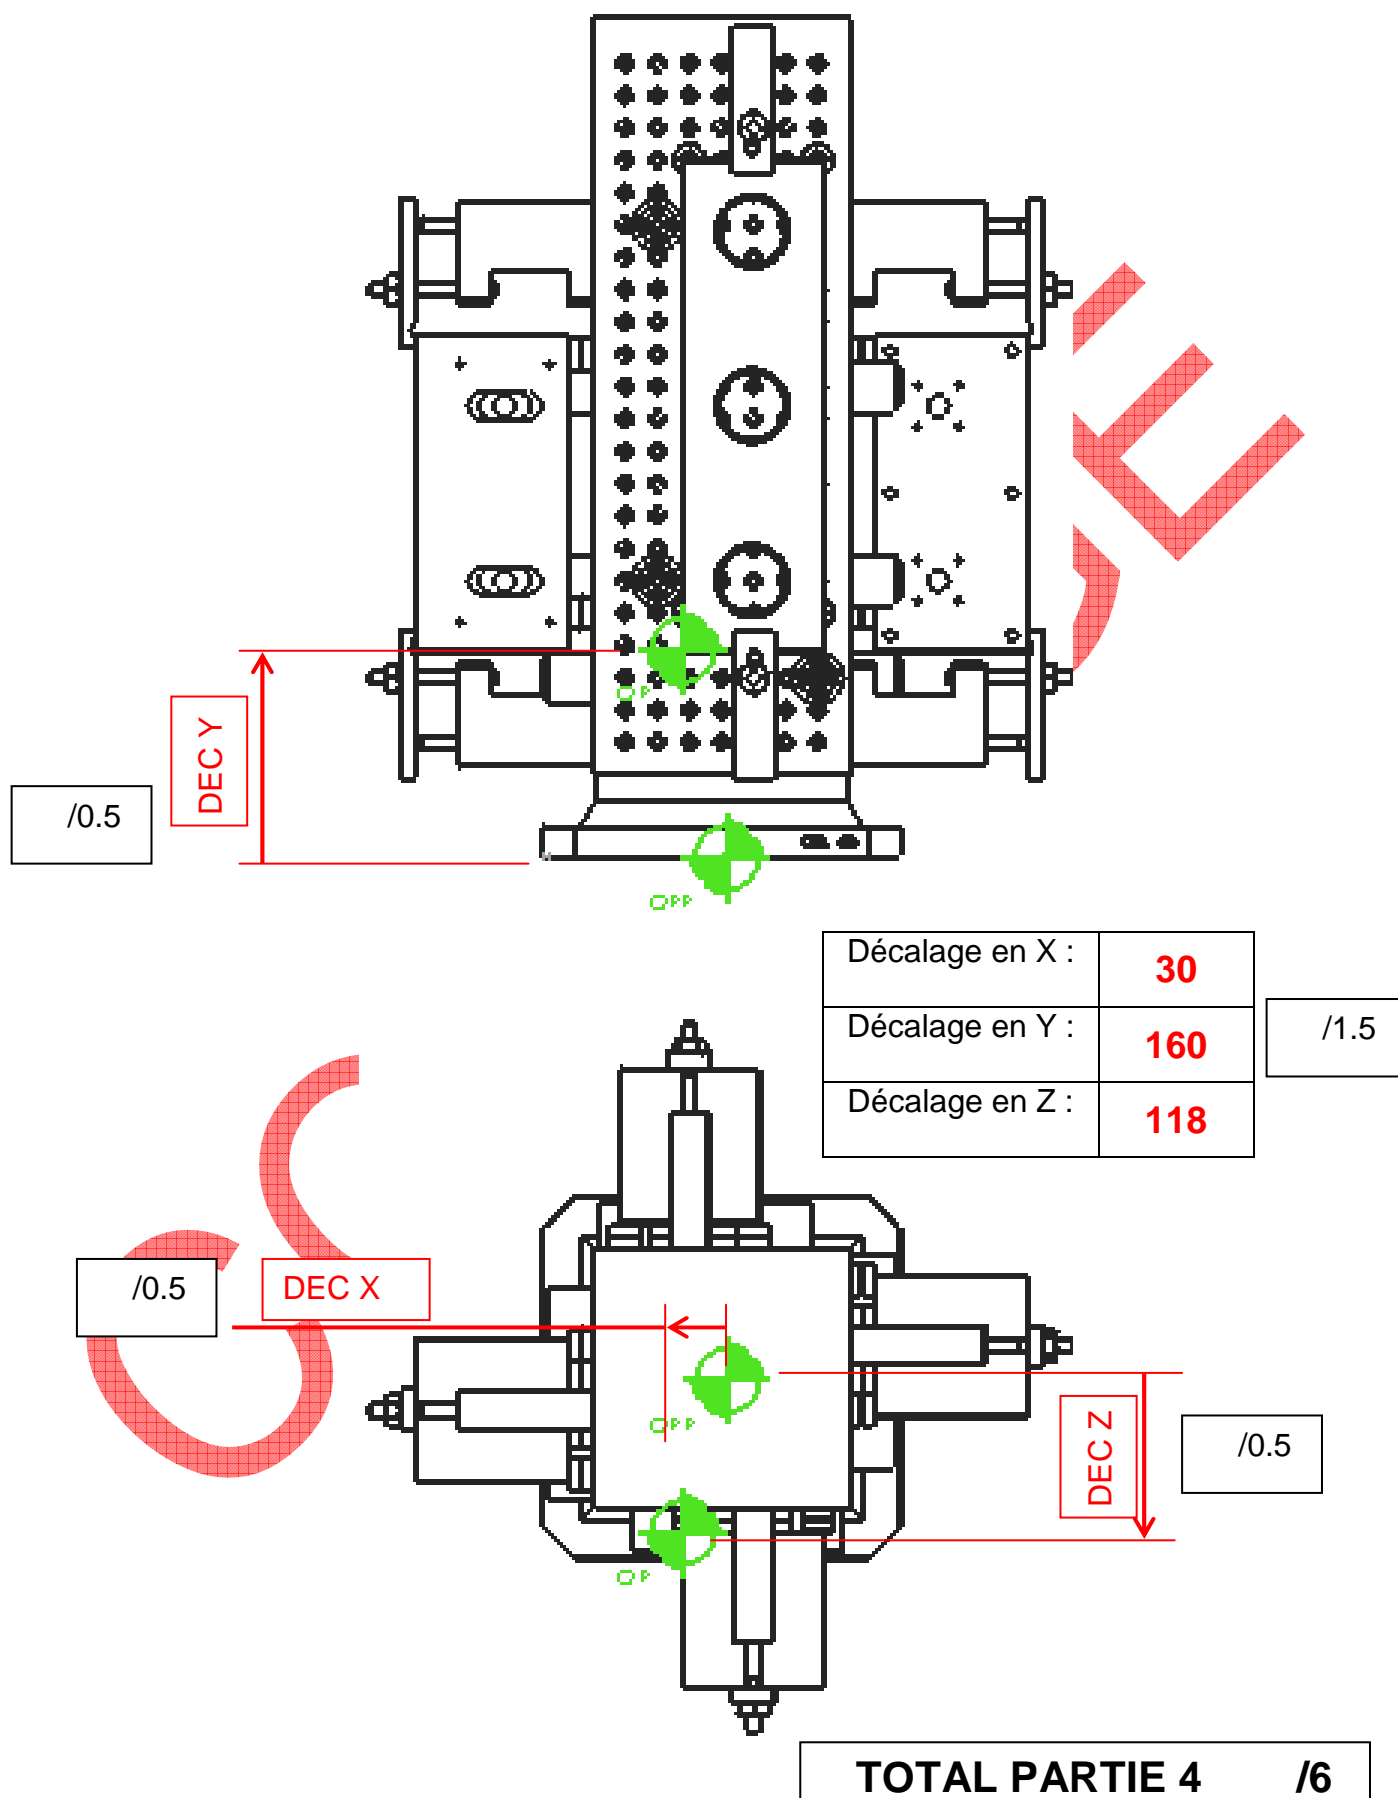 OP
DEC Y
/0.5
OPP
Décalage en X :
30
Décalage en Y :
160
/1.5
Décalage en Z :
118
/0.5
DEC X
OPP
DEC Z
/0.5
OP
TOTAL PARTIE 4 /6